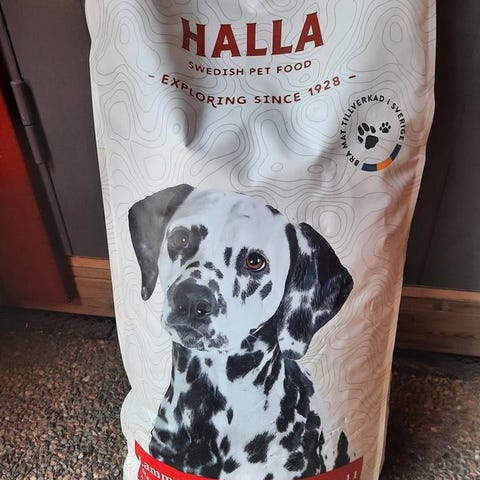 HALLA
SWEDISH PET FOOD
- EXPLORING SINCE 1928 -
BRA MAT TILLVERKAD I SVERIGE